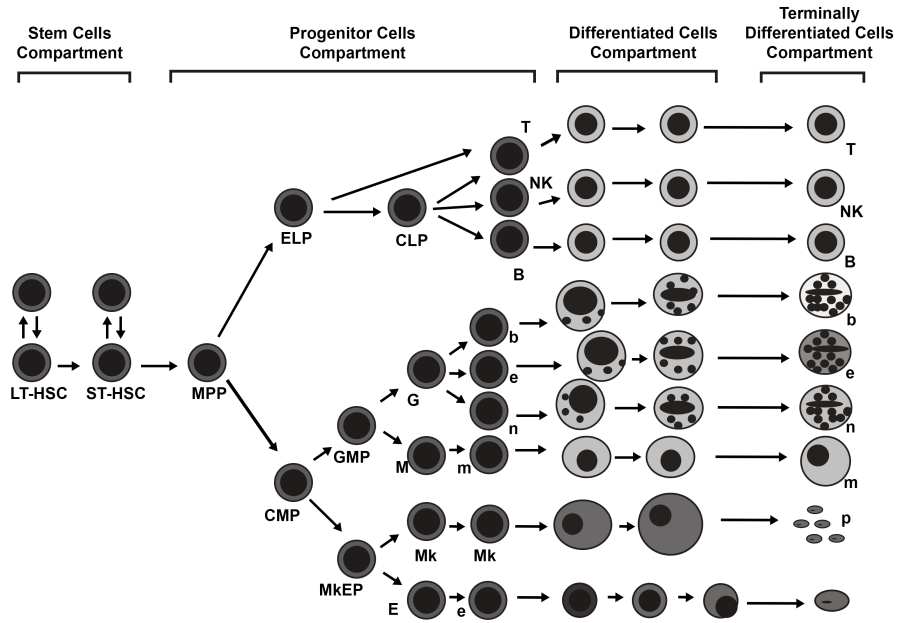 Stem Cells
Compartment
Progenitor Cells
Compartment
Differentiated Cells
Compartment
Terminally
Differentiated Cells
Compartment
T
T
NK
NK
ELP
CLP
B
B
b
b
LT-HSC
ST-HSC
MPP
G
e
e
n
n
GMP
M
m
m
CMP
p
Mk
Mk
MkEP
E
e